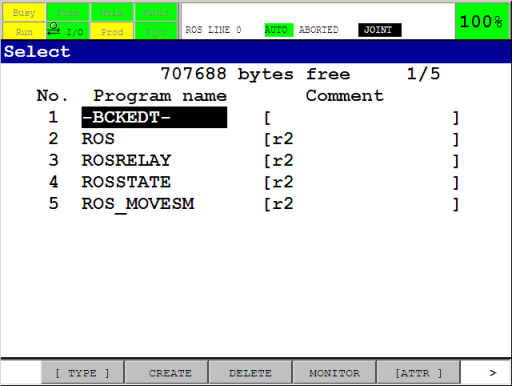 Busy Step Hold Fault
Run I/O Prod TCyc
ROS LINE 0 AUTO ABORTED JOINT
100%
Select
707688 bytes free 1/5
No. Program name Comment
1 -BCKEDT- [ ]
2 ROS [r2 ]
3 ROSRELAY [r2 ]
4 ROSSTATE [r2 ]
5 ROS_MOVESM [r2 ]
[ TYPE ] CREATE DELETE MONITOR [ATTR ] >